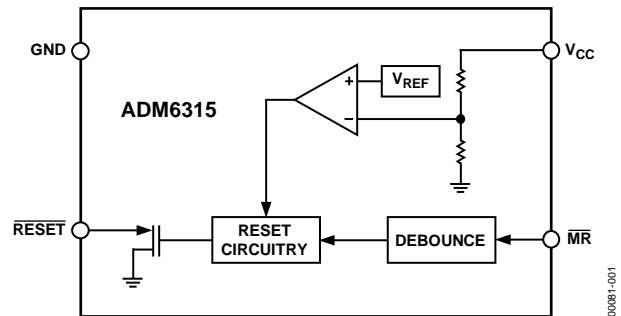 GND
VCC
ADM6315
+
VREF
–
RESET
RESET
CIRCUITRY
DEBOUNCE
MR
00081-001